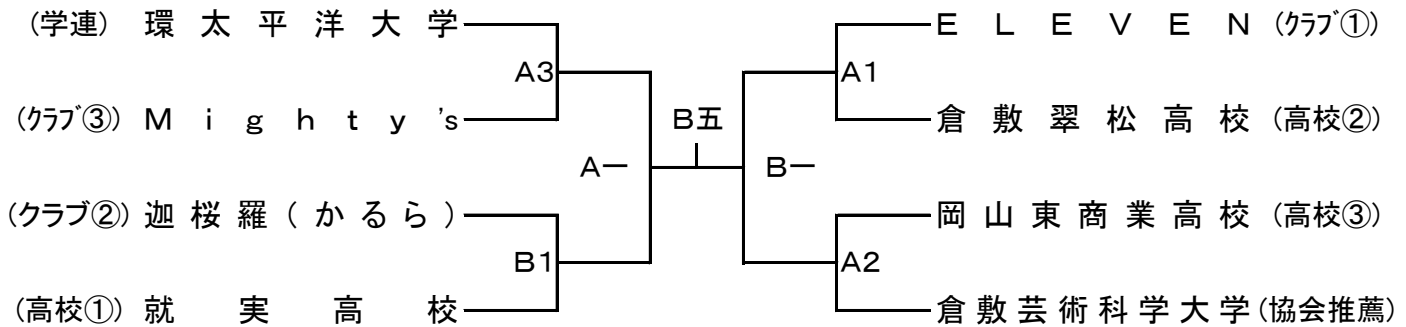 (学連) 環太平洋大学
A3
(ｸﾗﾌﾞ③) Mighty's
A一
(クラブ②) 迦桜羅(かるら)
B1
(高校①) 就実高校
B五
ELEVEN (ｸﾗﾌﾞ①)
A1
倉敷翠松高校 (高校②)
B一
岡山東商業高校 (高校③)
A2
倉敷芸術科学大学 (協会推薦)